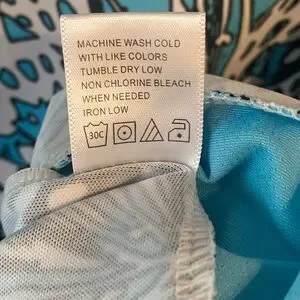 MACHINE WASH COLD
WITH LIKE COLORS
TUMBLE DRY LOW
NON CHLORINE BLEACH
WHEN NEEDED
IRON LOW
30C